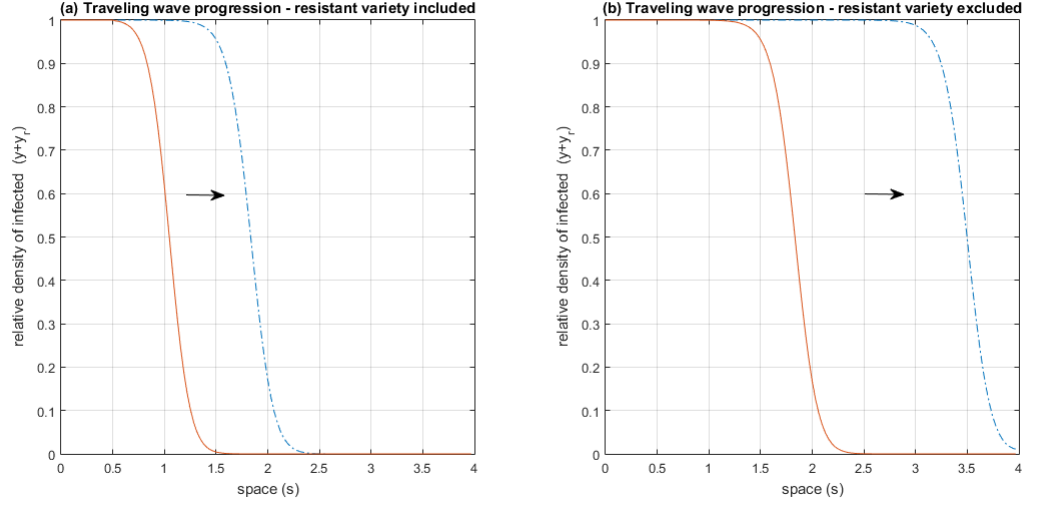 (a) Traveling wave progression - resistant variety included
1
0.9
0.8
0.7
0.6
0.5
0.4
0.3
0.2
0.1
0
relative density of infected (y+y_r)
0 0.5 1 1.5 2 2.5 3 3.5 4
space (s)
(b) Traveling wave progression - resistant variety excluded
1
0.9
0.8
0.7
0.6
0.5
0.4
0.3
0.2
0.1
0
relative density of infected (y+y_r)
0 0.5 1 1.5 2 2.5 3 3.5 4
space (s)